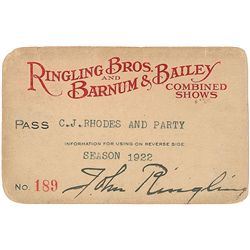 RINGLING BROS.
AND
BARNUM & BAILEY
COMBINED
SHOWS
PASS C.J.RHODES AND PARTY
INFORMATION FOR USING ON REVERSE SIDE
SEASON 1922
No. 189 John Ringling